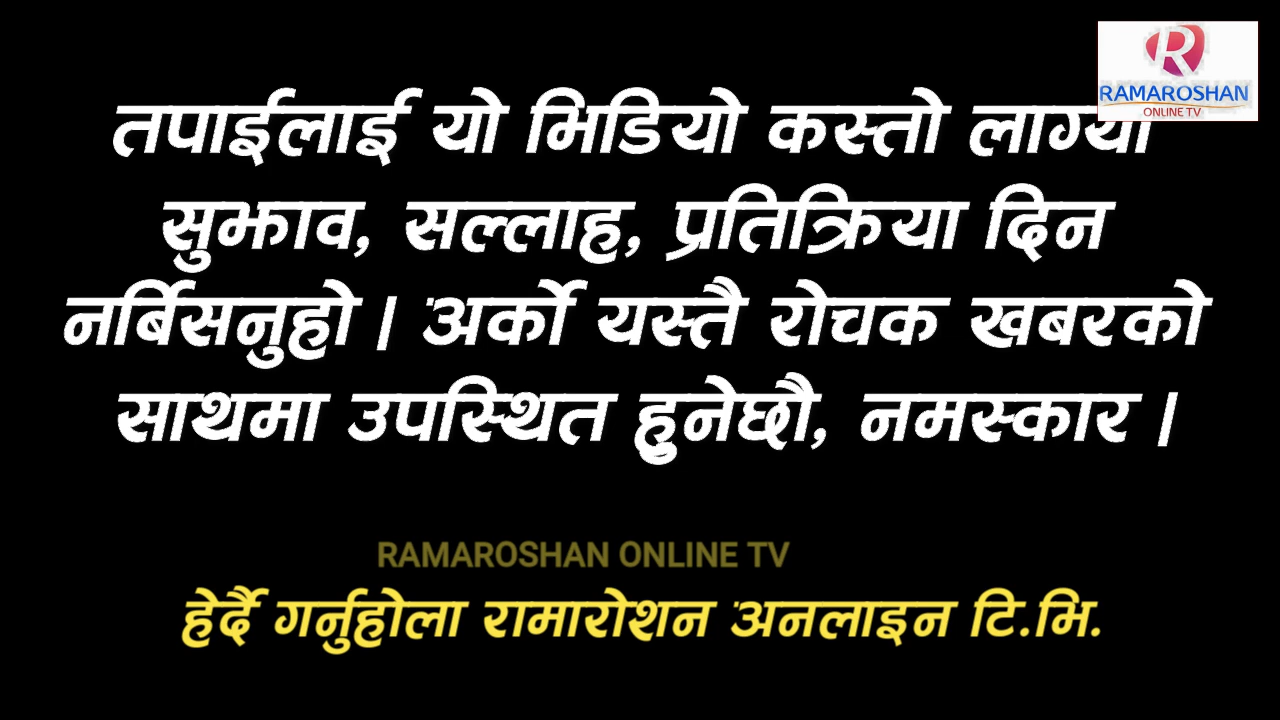 RAMAROSHAN
ONLINE TV
तपाईलाई यो भिडियो कस्तो लाग्यो
सुझाव, सल्लाह, प्रतिक्रिया दिन
नर्बिसनुहो । अर्को यस्तै रोचक खबरको
साथमा उपस्थित हुनेछौ, नमस्कार ।
RAMAROSHAN ONLINE TV
हेर्दै गर्नुहोला रामारोशन अनलाइन टि.भि.